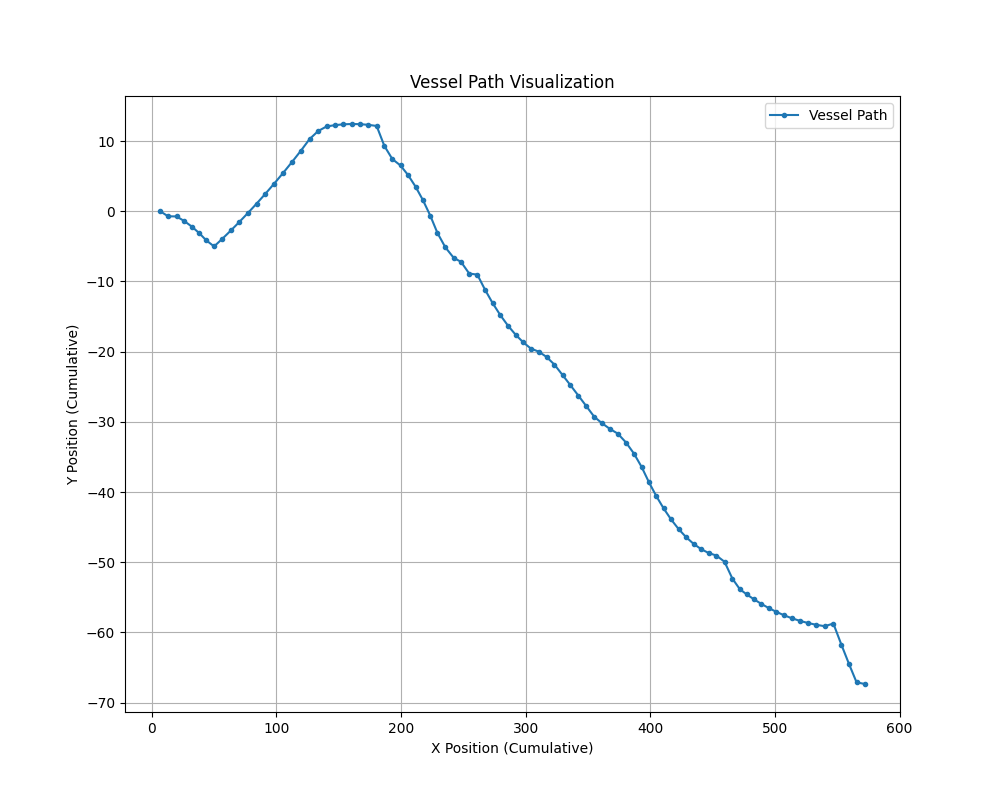 Vessel Path Visualization
Vessel Path
10
0
−10
−20
−30
−40
−50
−60
−70
Y Position (Cumulative)
0 100 200 300 400 500 600
X Position (Cumulative)